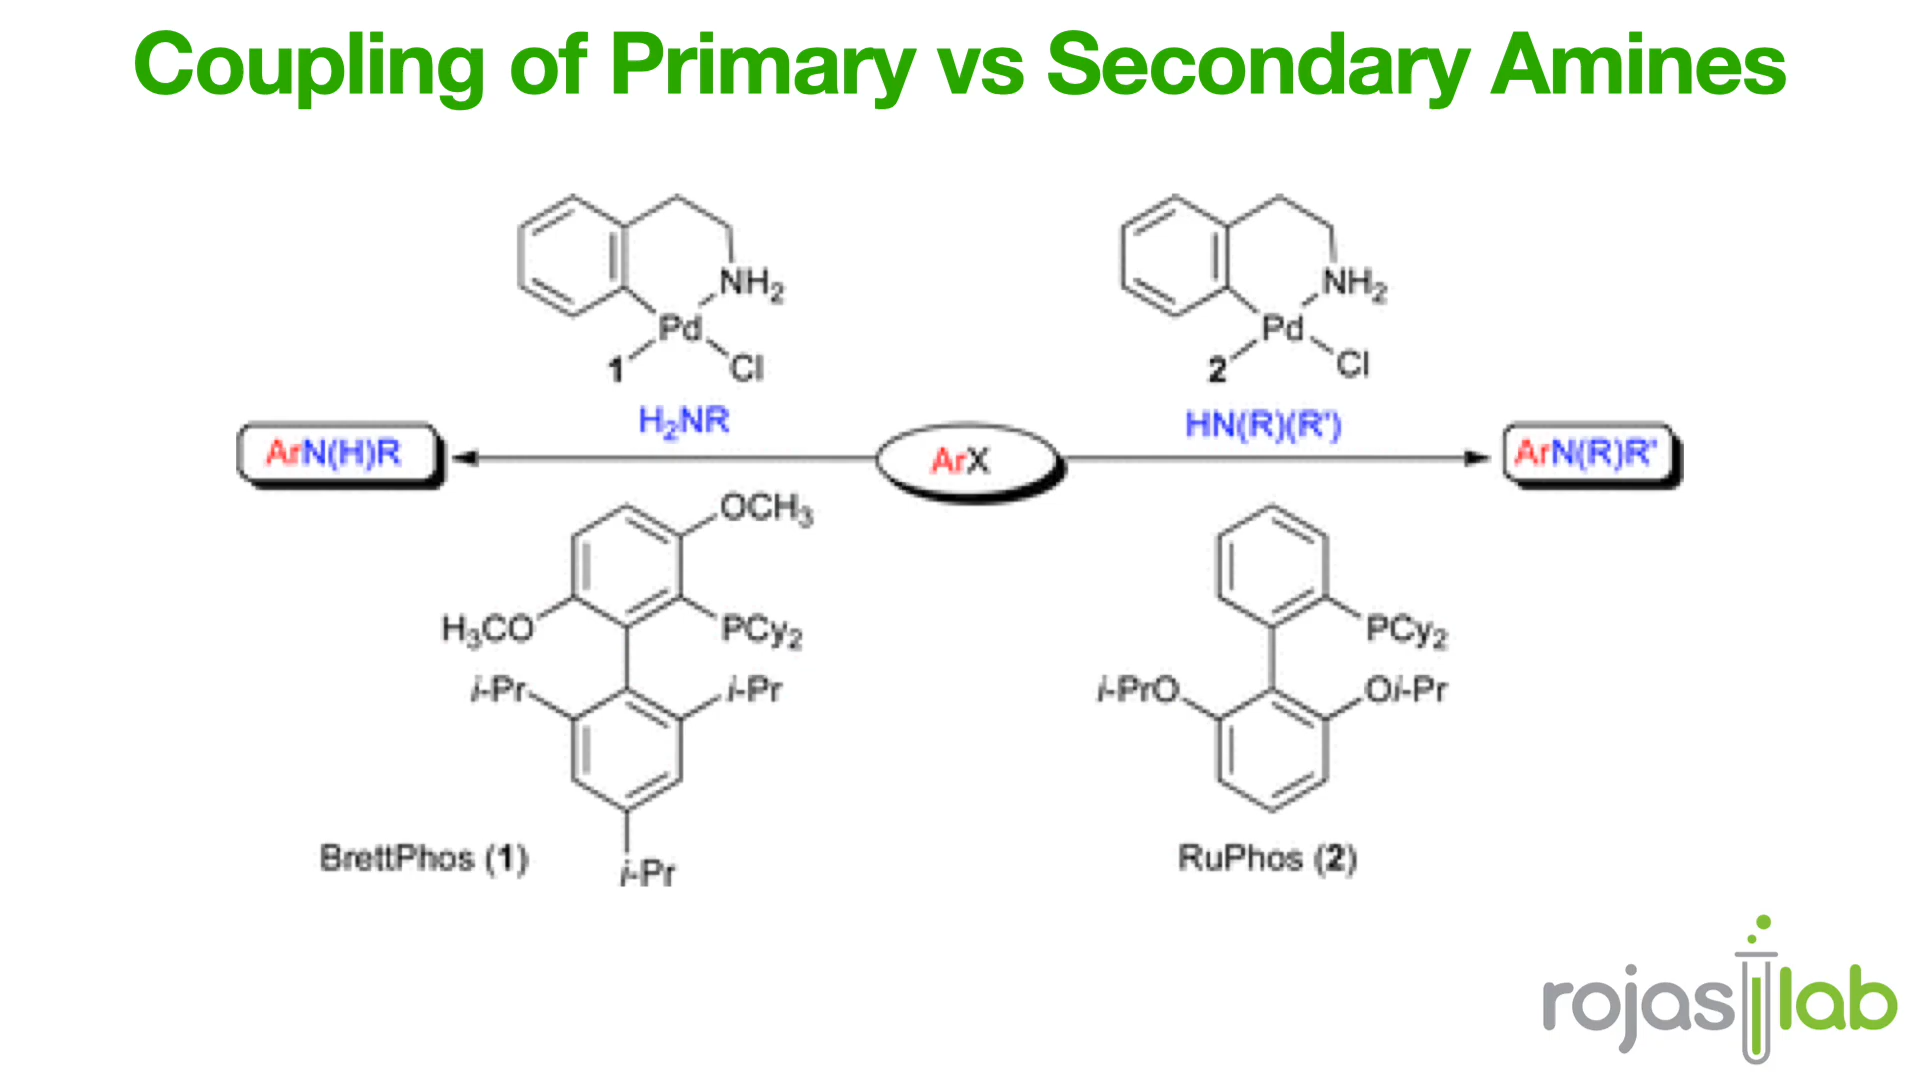 Coupling of Primary vs Secondary Amines
NH2
Pd
1
Cl
NH2
Pd
2
Cl
H2NR
HN(R)(R')
ArN(H)R
ArX
ArN(R)R'
OCH3
H3CO
PCy2
i-Pr
i-Pr
i-Pr
BrettPhos (1)
PCy2
i-PrO
Oi-Pr
RuPhos (2)
rojas lab